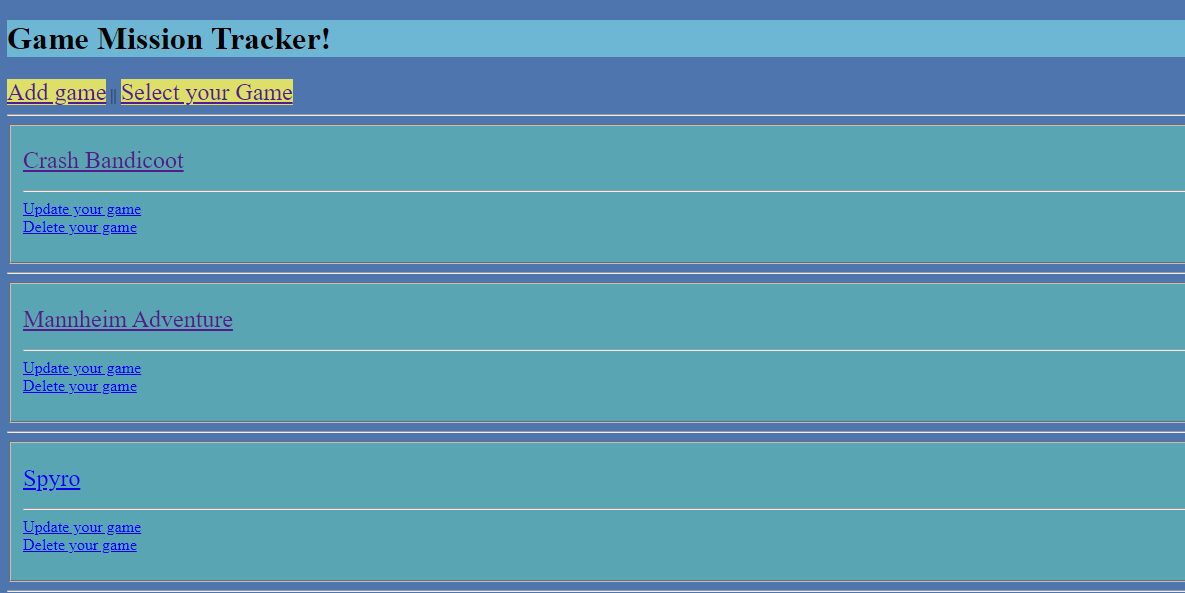 Game Mission Tracker!
Add game || Select your Game
Crash Bandicoot
Update your game
Delete your game
Mannheim Adventure
Update your game
Delete your game
Spyro
Update your game
Delete your game